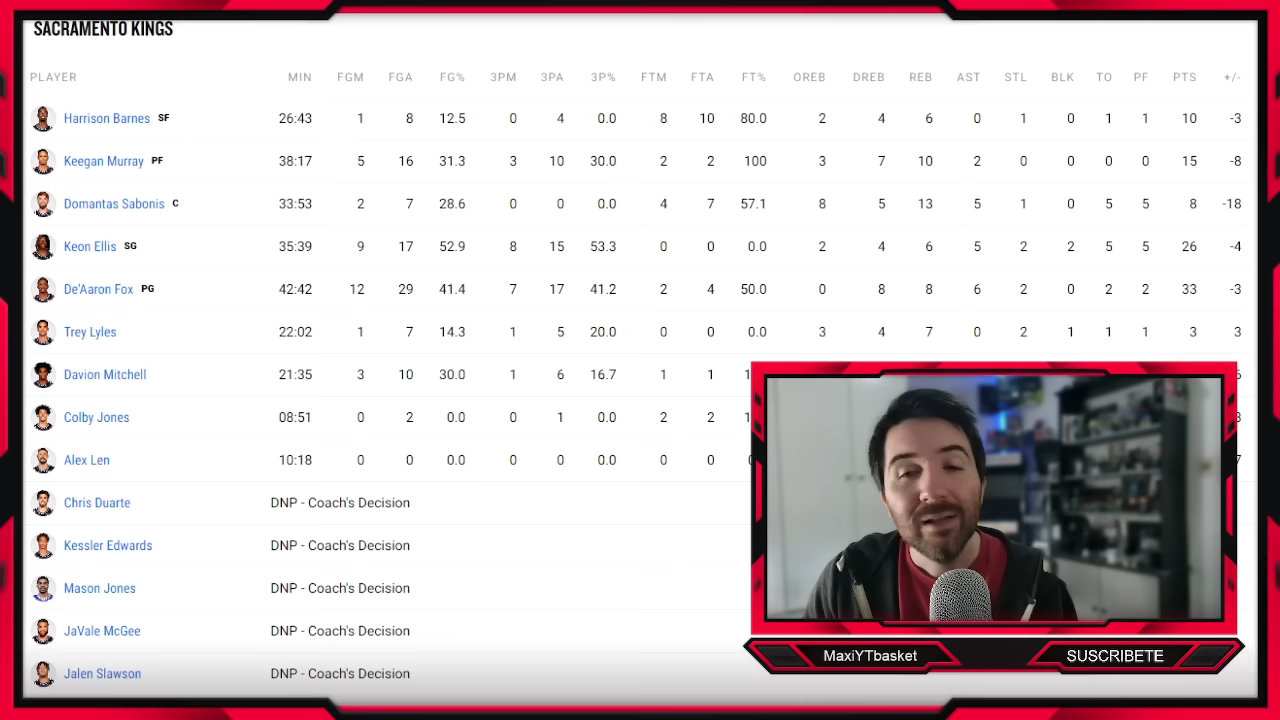 SACRAMENTO KINGS
PLAYER MIN FGM FGA FG% 3PM 3PA 3P% FTM FTA FT% OREB DREB REB AST STL BLK TO PF PTS +/-
Harrison Barnes SF 26:43 1 8 12.5 0 4 0.0 8 10 80.0 2 4 6 0 1 0 1 1 10 -3
Keegan Murray PF 38:17 5 16 31.3 3 10 30.0 2 2 100 3 7 10 2 0 0 0 0 15 -8
Domantas Sabonis C 33:53 2 7 28.6 0 0 0.0 4 7 57.1 8 5 13 5 1 0 5 5 8 -18
Keon Ellis SG 35:39 9 17 52.9 8 15 53.3 0 0 0.0 2 4 6 5 2 2 5 5 26 -4
De'Aaron Fox PG 42:42 12 29 41.4 7 17 41.2 2 4 50.0 0 8 8 6 2 0 2 2 33 -3
Trey Lyles 22:02 1 7 14.3 1 5 20.0 0 0 0.0 3 4 7 0 2 1 1 1 3 3
Davion Mitchell 21:35 3 10 30.0 1 6 16.7 1 1
Colby Jones 08:51 0 2 0.0 0 1 0.0 2 2
Alex Len 10:18 0 0 0.0 0 0 0.0 0 0
Chris Duarte DNP - Coach's Decision
Kessler Edwards DNP - Coach's Decision
Mason Jones DNP - Coach's Decision
JaVale McGee DNP - Coach's Decision
Jalen Slawson DNP - Coach's Decision
MaxiYTbasket
SUSCRIBETE